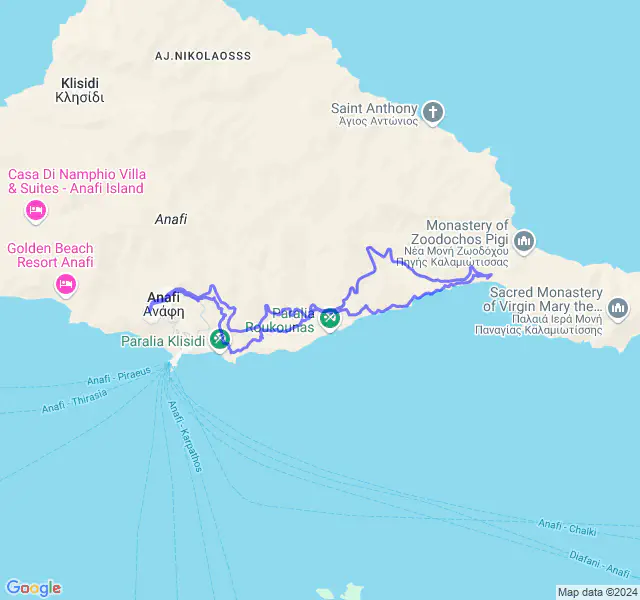 AJ.NIKOLAOSSS
Klisidi
Κλησίδι
Saint Anthony
Άγιος Αντώνιος
Casa Di Namphio Villa
& Suites - Anafi Island
Anafi
Golden Beach
Resort Anafi
Monastery of
Zoodochos Pigi
Νέα Μονή Ζωοδόχου
Πηγής Καλαμιώτισσας
Anafi
Ανάφη
Sacred Monastery
of Virgin Mary the...
Παλαιά Ιερά Μονή
Παναγίας Καλαμιωτίσσης
Paralia
Roukounas
Paralia Klisidi
Anafi - Piraeus
Anafi - Thirasia
Anafi - Karpathos
Anafi - Chalki
Diafani - Anafi
Google
Map data ©2024